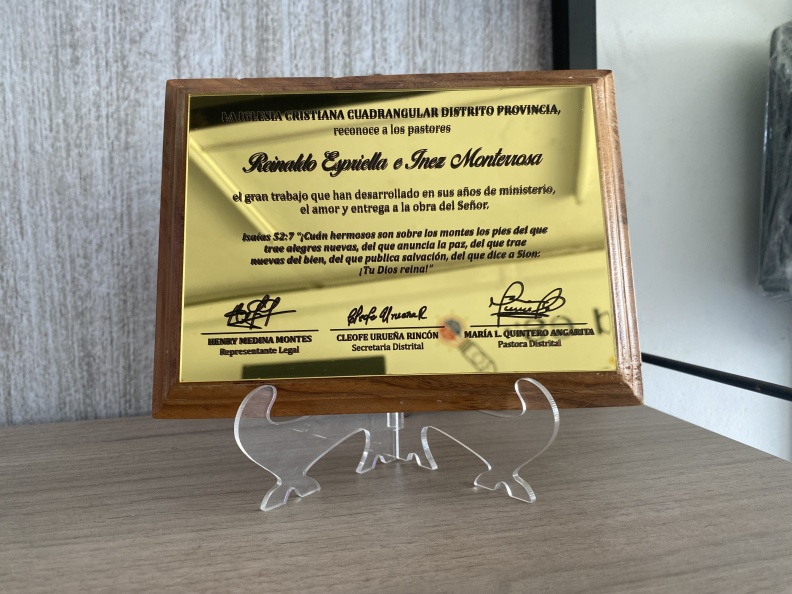 LA IGLESIA CRISTIANA CUADRANGULAR DISTRITO PROVINCIA,
reconoce a los pastores
Reinaldo Espriella e Inez Monterrosa
el gran trabajo que han desarrollado en sus años de ministerio,
el amor y entrega a la obra del Señor.
Isaías 52:7 "¡Cuán hermosos son sobre los montes los pies del que
trae alegres nuevas, del que anuncia la paz, del que trae
nuevas del bien, del que publica salvación, del que dice a Sion:
¡Tu Dios reina!"
HENRY MEDINA MONTES
Representante Legal
Cleofe Urueña R
CLEOFE URUEÑA RINCÓN
Secretaria Distrital
MARÍA L. QUINTERO ANGARITA
Pastora Distrital